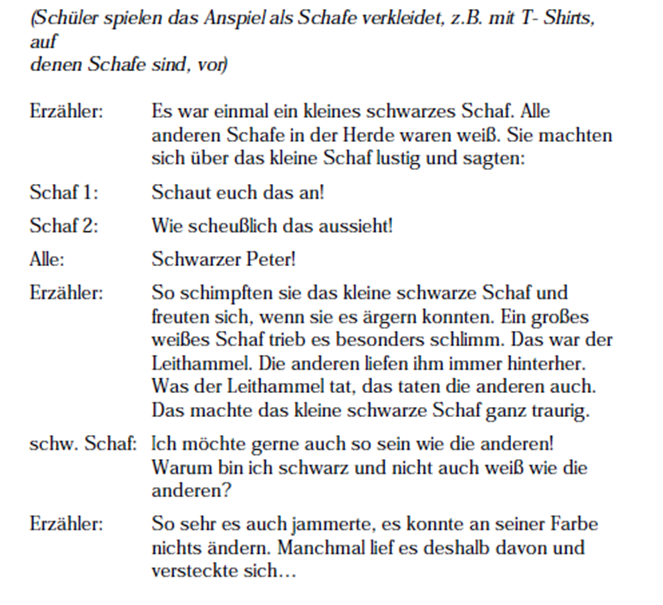 (Schüler spielen das Anspiel als Schafe verkleidet, z.B. mit T- Shirts,
auf
denen Schafe sind, vor)
Erzähler: Es war einmal ein kleines schwarzes Schaf. Alle
anderen Schafe in der Herde waren weiß. Sie machten
sich über das kleine Schaf lustig und sagten:
Schaf 1: Schaut euch das an!
Schaf 2: Wie scheußlich das aussieht!
Alle: Schwarzer Peter!
Erzähler: So schimpften sie das kleine schwarze Schaf und
freuten sich, wenn sie es ärgern konnten. Ein großes
weißes Schaf trieb es besonders schlimm. Das war der
Leithammel. Die anderen liefen ihm immer hinterher.
Was der Leithammel tat, das taten die anderen auch.
Das machte das kleine schwarze Schaf ganz traurig.
schw. Schaf: Ich möchte gerne auch so sein wie die anderen!
Warum bin ich schwarz und nicht auch weiß wie die
anderen?
Erzähler: So sehr es auch jammerte, es konnte an seiner Farbe
nichts ändern. Manchmal lief es deshalb davon und
versteckte sich…